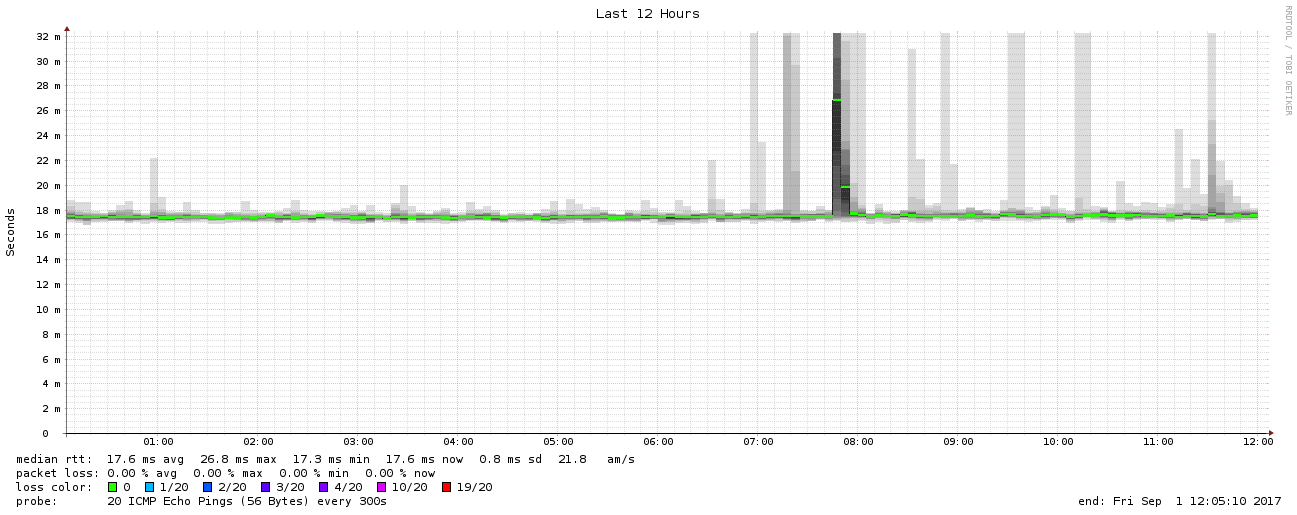 Last 12 Hours
RRDTOOL / TOBI OETIKER
Seconds
32 m
30 m
28 m
26 m
24 m
22 m
20 m
18 m
16 m
14 m
12 m
10 m
8 m
6 m
4 m
2 m
0
01:00 02:00 03:00 04:00 05:00 06:00 07:00 08:00 09:00 10:00 11:00 12:00
median rtt: 17.6 ms avg 26.8 ms max 17.3 ms min 17.6 ms now 0.8 ms sd 21.8 am/s
packet loss: 0.00 % avg 0.00 % max 0.00 % min 0.00 % now
loss color: 0 1/20 2/20 3/20 4/20 10/20 19/20
probe: 20 ICMP Echo Pings (56 Bytes) every 300s end: Fri Sep 1 12:05:10 2017